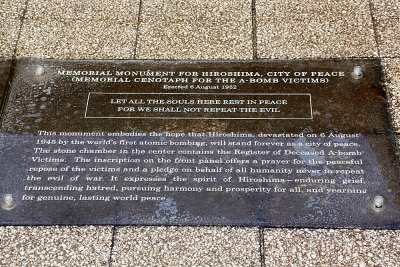 MEMORIAL MONUMENT FOR HIROSHIMA, CITY OF PEACE
(MEMORIAL CENOTAPH FOR THE A-BOMB VICTIMS)
Erected 6 August 1952
LET ALL THE SOULS HERE REST IN PEACE
FOR WE SHALL NOT REPEAT THE EVIL
This monument embodies the hope that Hiroshima, devastated on 6 August
1945 by the world's first atomic bombing, will stand forever as a city of peace.
The stone chamber in the center contains the Register of Deceased A-bomb
Victims. The inscription on the front panel offers a prayer for the peaceful
repose of the victims and a pledge on behalf of all humanity never to repeat
the evil of war. It expresses the spirit of Hiroshima — enduring grief,
transcending hatred, pursuing harmony and prosperity for all, and yearning
for genuine, lasting world peace.